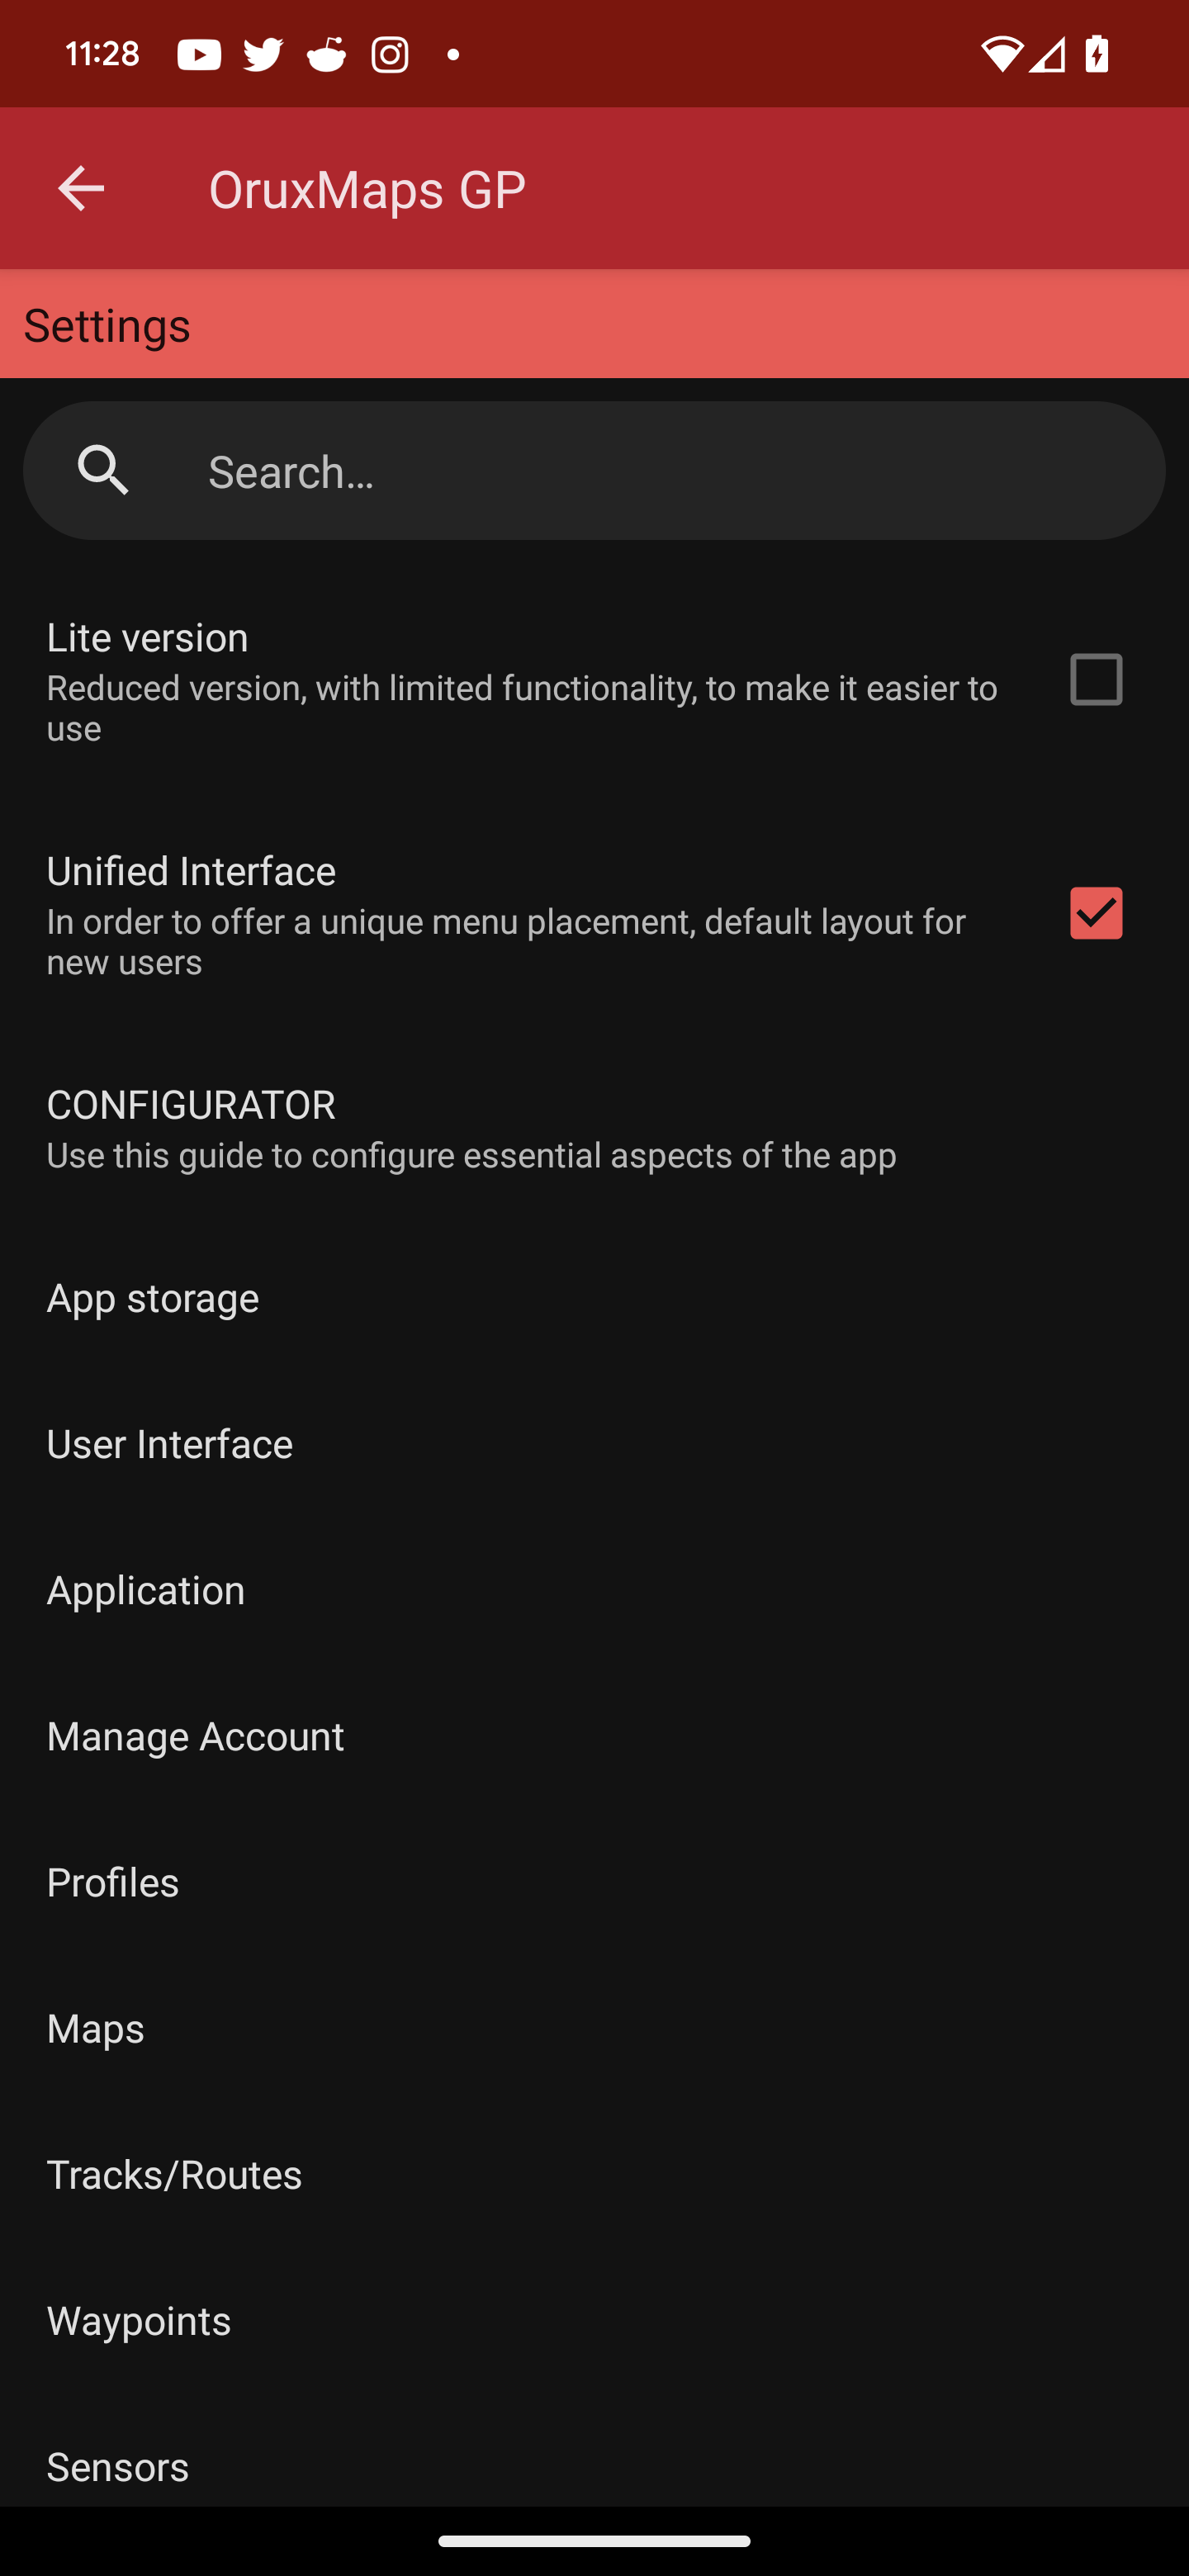 11:28
OruxMaps GP
Settings
Search...
Lite version
Reduced version, with limited functionality, to make it easier to
use
Unified Interface
In order to offer a unique menu placement, default layout for
new users
CONFIGURATOR
Use this guide to configure essential aspects of the app
App storage
User Interface
Application
Manage Account
Profiles
Maps
Tracks/Routes
Waypoints
Sensors